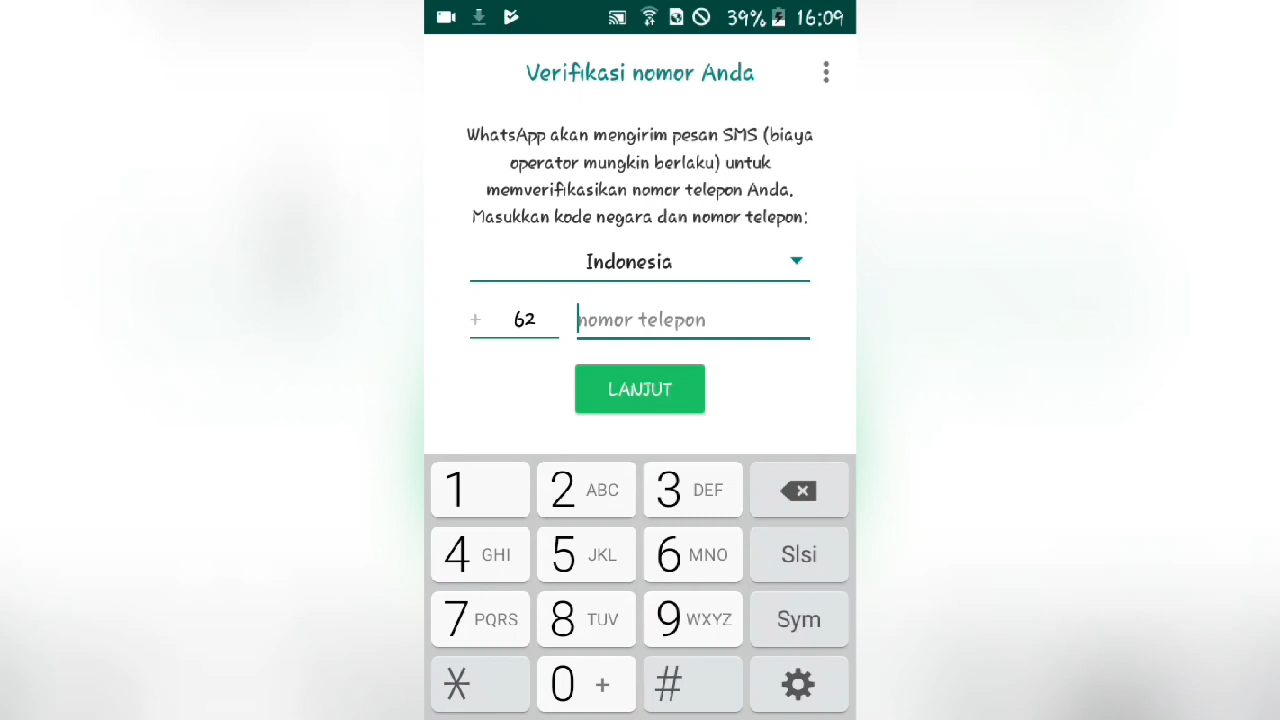 39% 16:09
Verifikasi nomor Anda
WhatsApp akan mengirim pesan SMS (biaya
operator mungkin berlaku) untuk
memverifikasikan nomor telepon Anda.
Masukkan kode negara dan nomor telepon:
Indonesia
+ 62 nomor telepon
LANJUT
1 2 ABC 3 DEF
4 GHI 5 JKL 6 MNO Slsi
7 PQRS 8 TUV 9 WXYZ Sym
* 0 + #